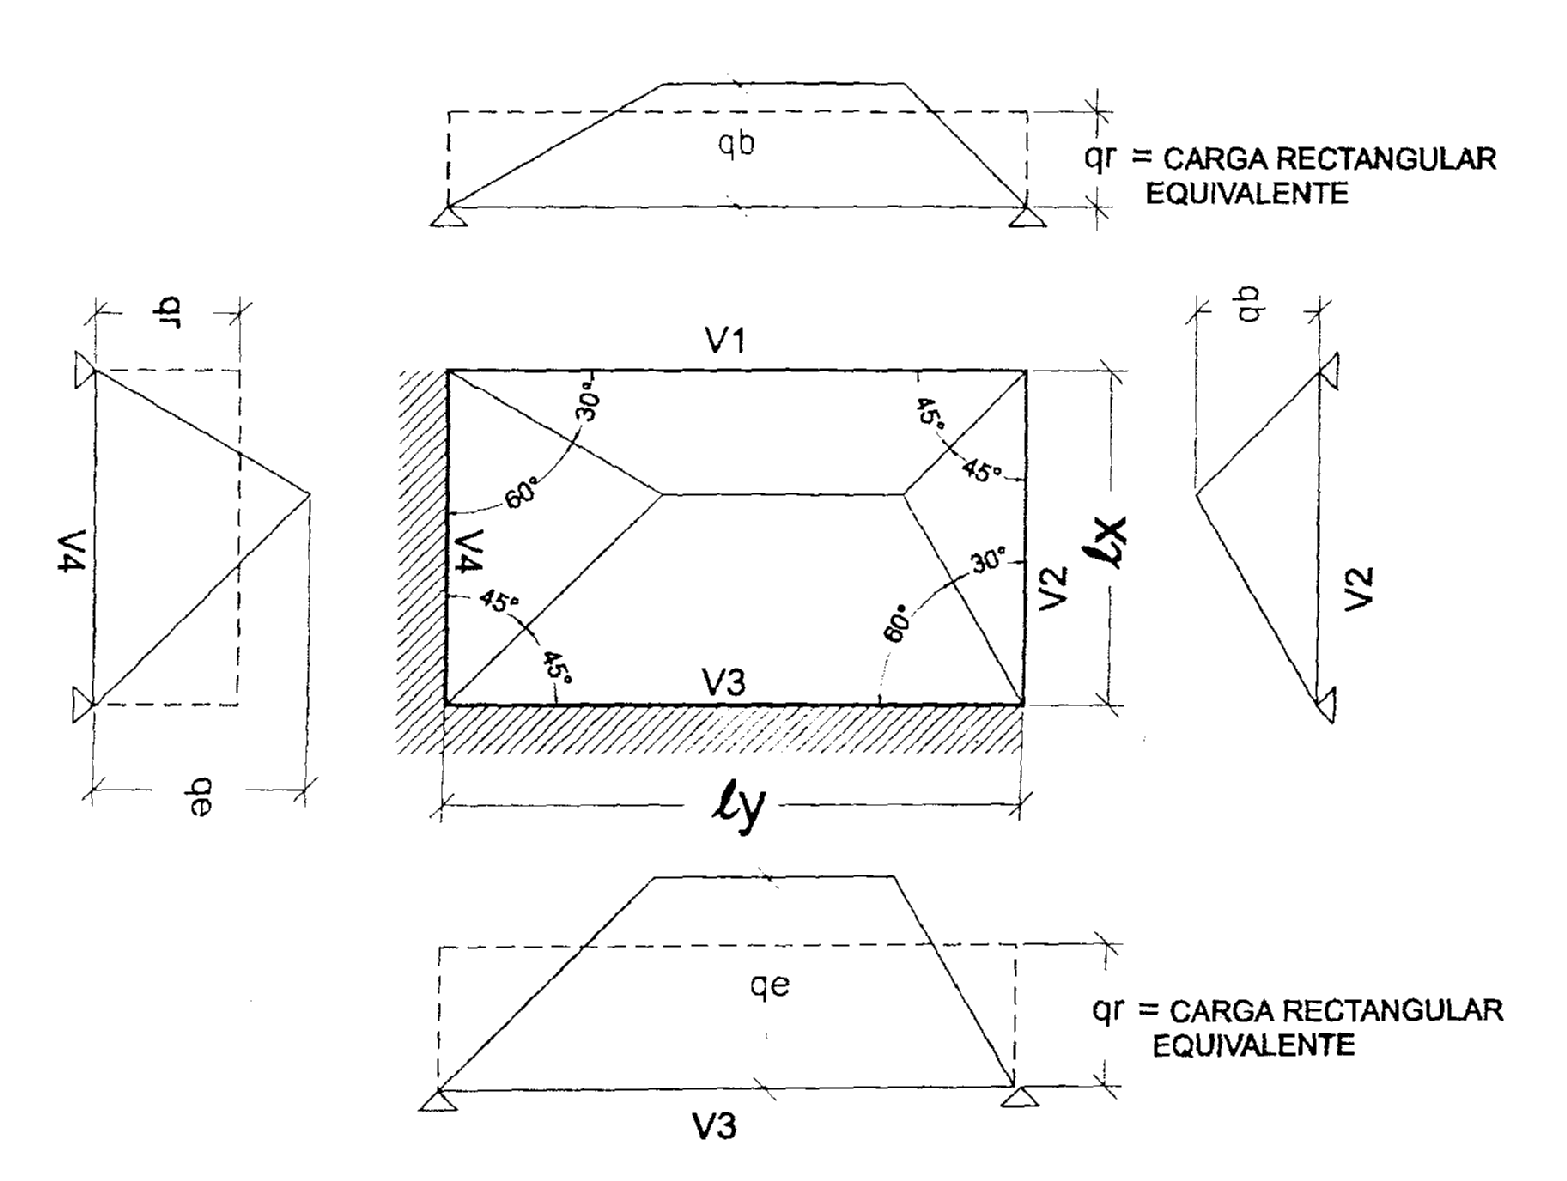 qb
qr = CARGA RECTANGULAR
EQUIVALENTE
qr
qb
V1
30°
45°
45°
60°
V4
V4
ℓx
30°
V2
V2
45°
45°
60°
V3
qe
ℓy
qe
qr = CARGA RECTANGULAR
EQUIVALENTE
V3